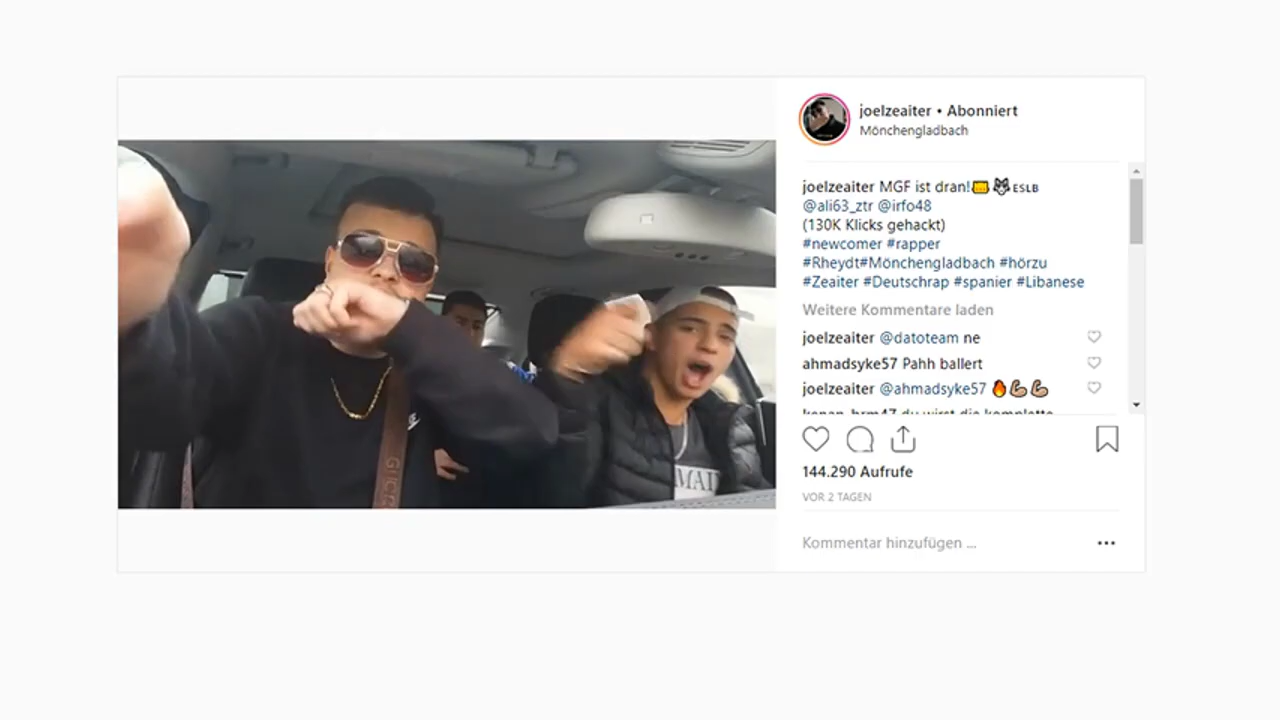 joelzeaiter • Abonniert
Mönchengladbach
joelzeaiter MGF ist dran! ESLB
@ali63_ztr @irfo48
(130K Klicks gehackt)
#newcomer #rapper
#Rheydt#Mönchengladbach #hörzu
#Zeaiter #Deutschrap #spanier #Libanese
Weitere Kommentare laden
joelzeaiter @datoteam ne
ahmadsyke57 Pahh ballert
joelzeaiter @ahmadsyke57 🔥💪💪
144.290 Aufrufe
VOR 2 TAGEN
Kommentar hinzufügen ...